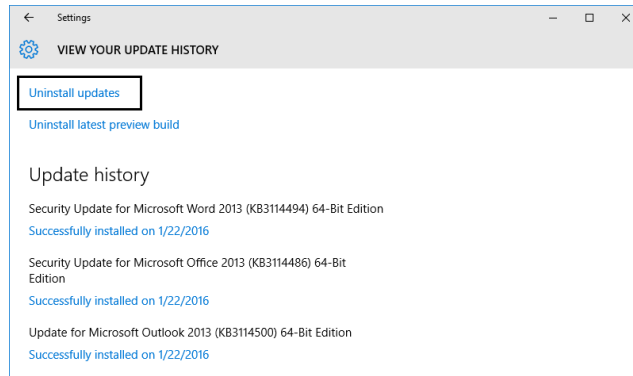 Settings
VIEW YOUR UPDATE HISTORY
Uninstall updates
Uninstall latest preview build
Update history
Security Update for Microsoft Word 2013 (KB3114494) 64-Bit Edition
Successfully installed on 1/22/2016
Security Update for Microsoft Office 2013 (KB3114486) 64-Bit
Edition
Successfully installed on 1/22/2016
Update for Microsoft Outlook 2013 (KB3114500) 64-Bit Edition
Successfully installed on 1/22/2016